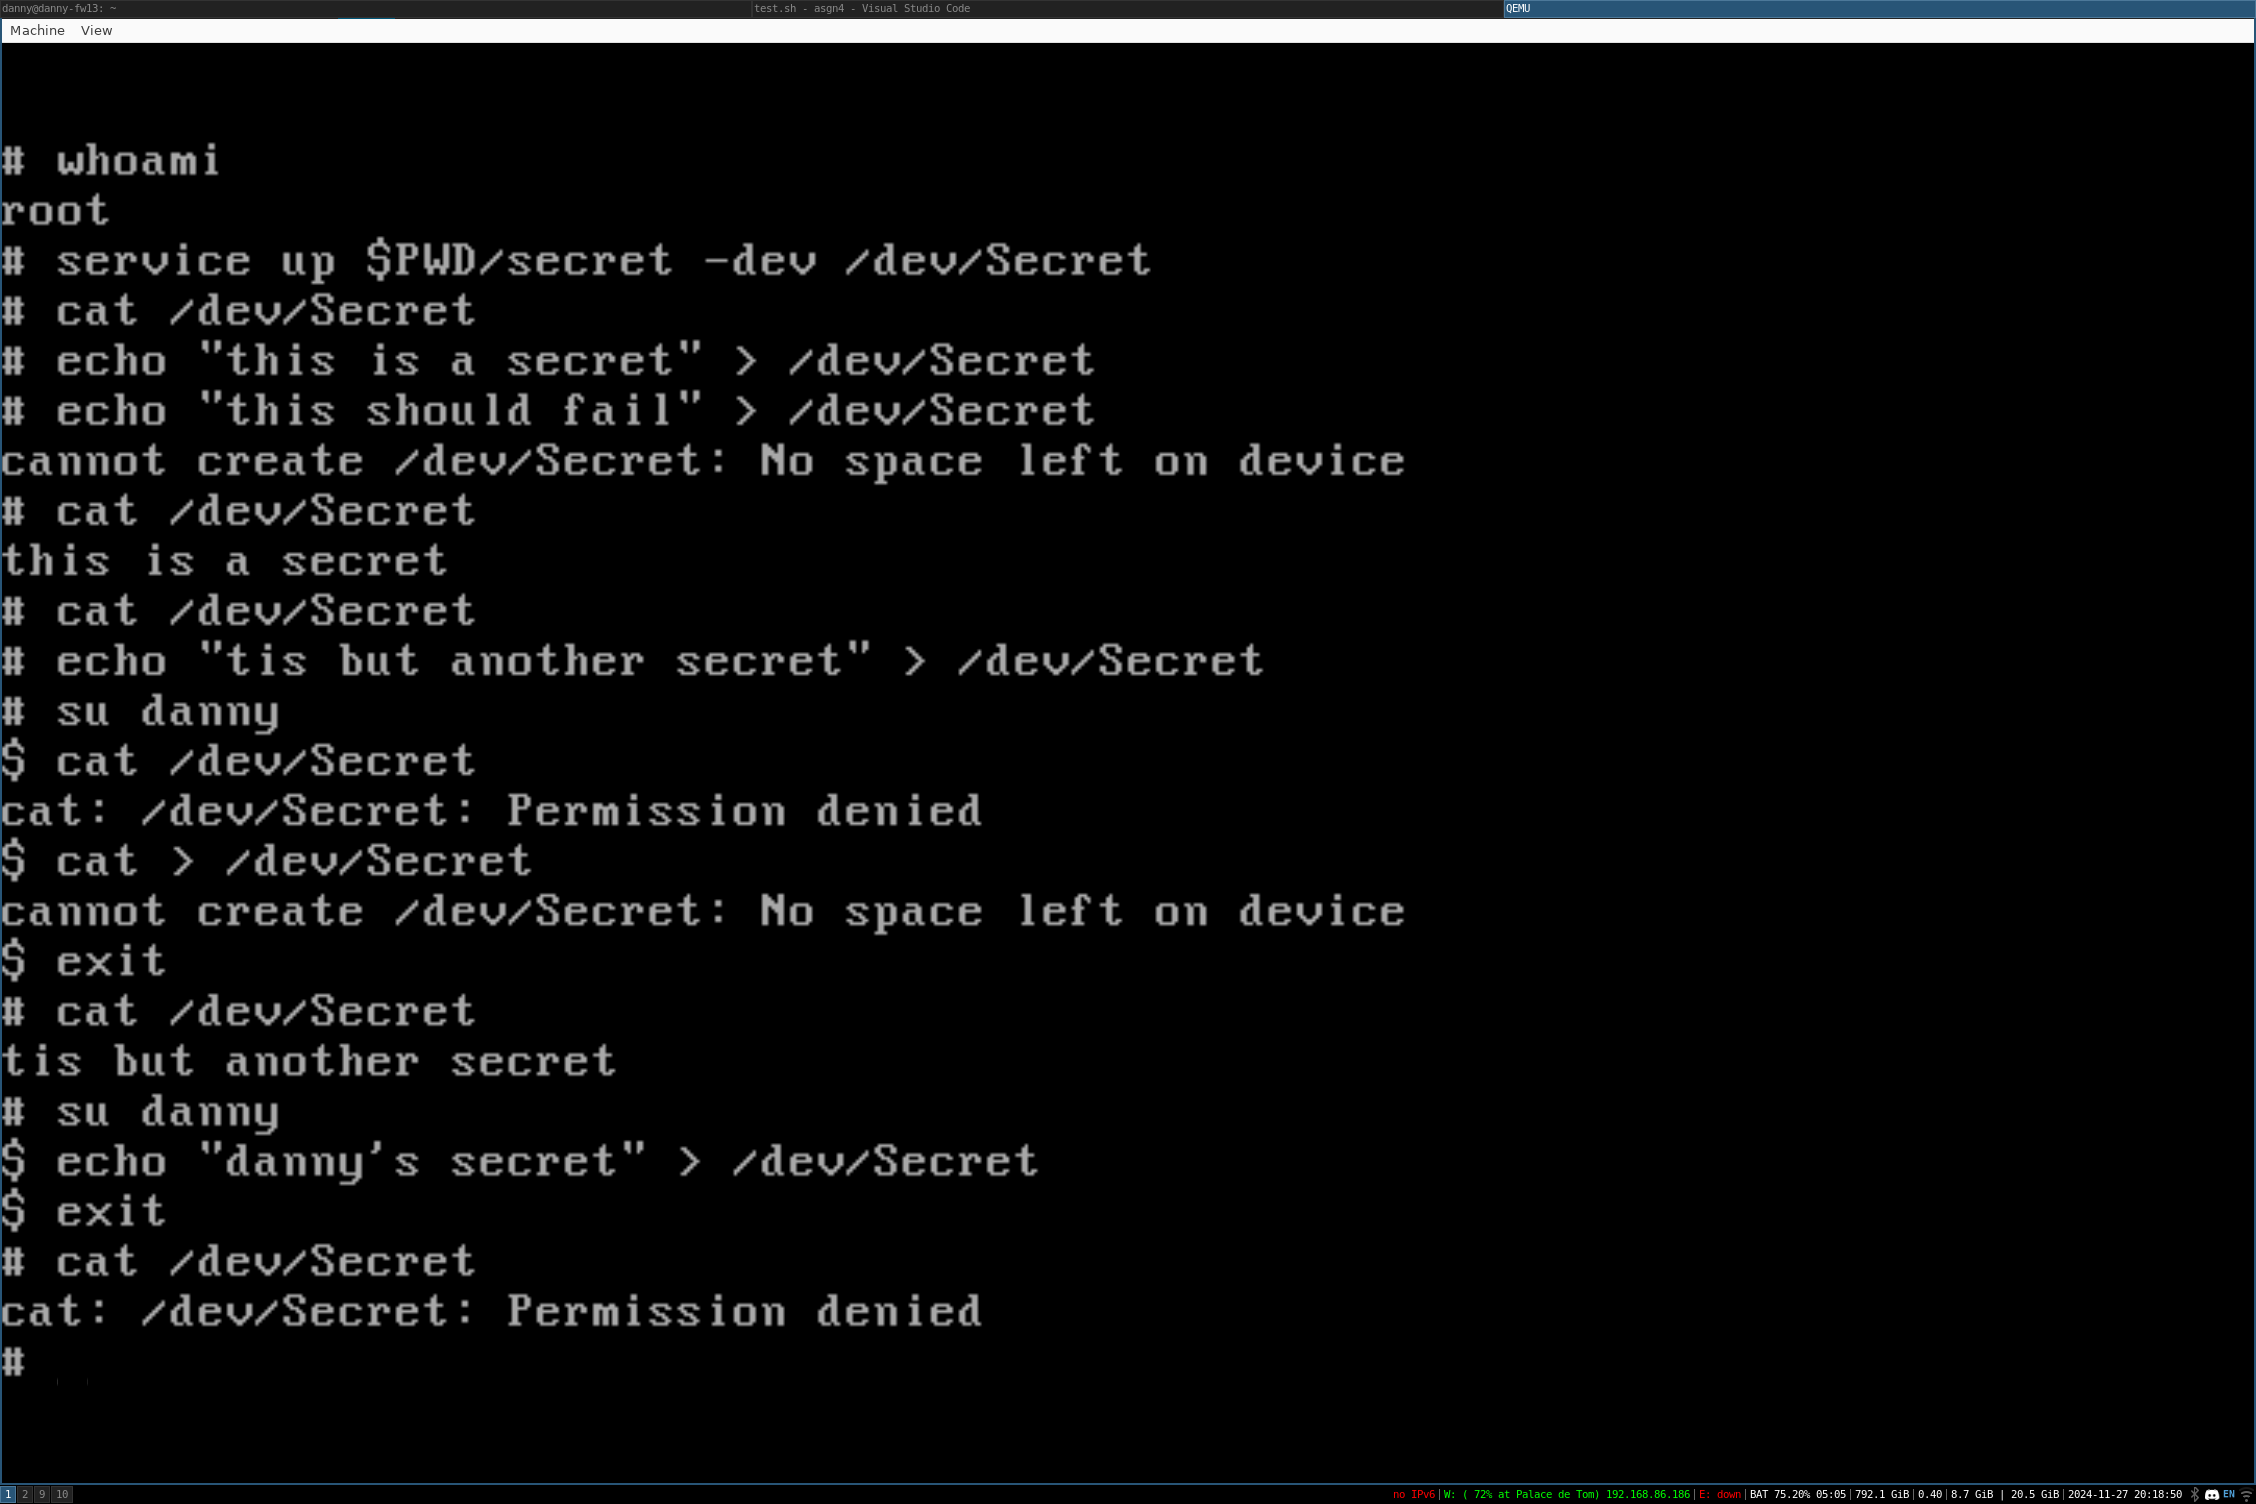 danny@danny-fw13: ~
test.sh - asgn4 - Visual Studio Code
QEMU
Machine View
# whoami
root
# service up $PWD/secret -dev /dev/Secret
# cat /dev/Secret
# echo "this is a secret" > /dev/Secret
# echo "this should fail" > /dev/Secret
cannot create /dev/Secret: No space left on device
# cat /dev/Secret
this is a secret
# cat /dev/Secret
# echo "tis but another secret" > /dev/Secret
# su danny
$ cat /dev/Secret
cat: /dev/Secret: Permission denied
$ cat > /dev/Secret
cannot create /dev/Secret: No space left on device
$ exit
# cat /dev/Secret
tis but another secret
# su danny
$ echo "danny's secret" > /dev/Secret
$ exit
# cat /dev/Secret
cat: /dev/Secret: Permission denied
#
1 2 9 10
no IPv6|W: ( 72% at Palace de Tom) 192.168.86.186|E: down|BAT 75.20% 05:05|792.1 GiB|0.40|8.7 GiB | 20.5 GiB|2024-11-27 20:18:50 EN